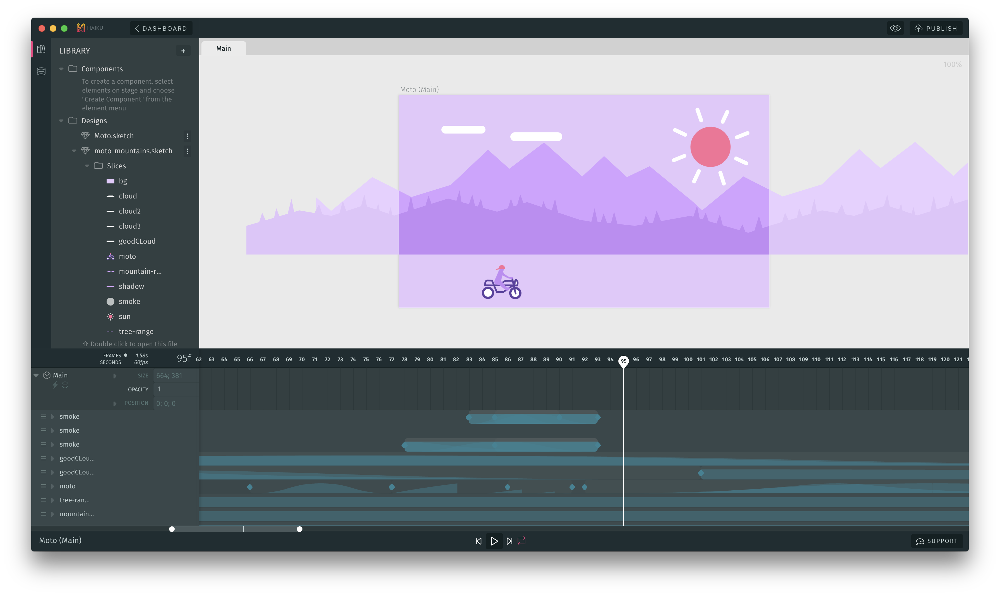 HAIKU
DASHBOARD
PUBLISH
LIBRARY
+
Main
100%
Components
To create a component, select
elements on stage and choose
"Create Component" from the
element menu
Moto (Main)
Designs
Moto.sketch
moto-mountains.sketch
Slices
bg
cloud
cloud2
cloud3
goodCLoud
moto
mountain-r...
shadow
smoke
sun
tree-range
Double click to open this file
FRAMES 1.58s
SECONDS 60fps
95f
62 63 64 65 66 67 68 69 70 71 72 73 74 75 76 77 78 79 80 81 82 83 84 85 86 87 88 89 90 91 92 93 94 95 96 97 98 99 100 101 102 103 104 105 106 107 108 109 110 111 112 113 114 115 116 117 118 119 120 121
Main
SIZE 664; 381
OPACITY 1
POSITION 0; 0; 0
smoke
smoke
smoke
goodCLou...
goodCLou...
moto
tree-ran...
mountain...
Moto (Main)
SUPPORT